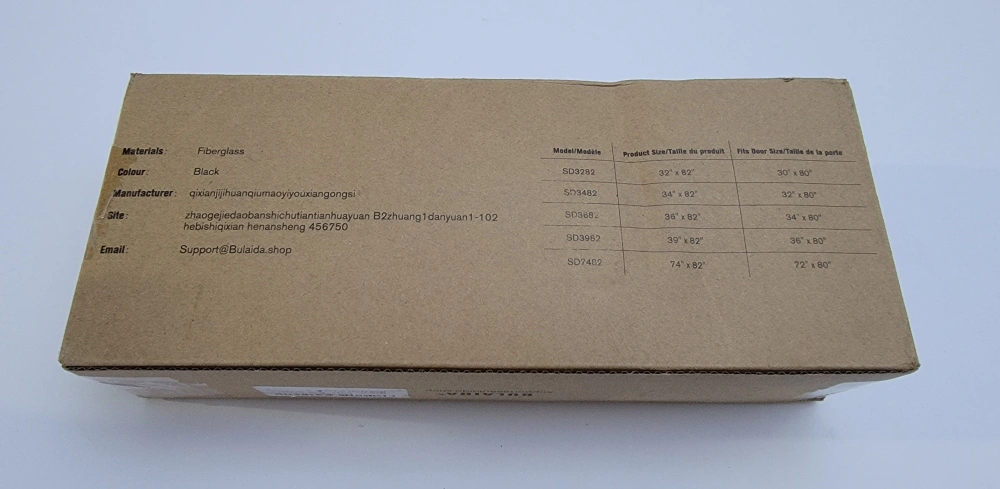 Materials: Fiberglass
Colour: Black
Manufacturer: qixianjijihuanqiumaoyiyouxiangongsi
Site: zhaogejiedaobanshichutiantianhuayuan B2zhuang1danyuan1-102
hebishiqixian henansheng 456750
Email: Support@Bulaida.shop
Model/Modèle Product Size/Taille du produit Fits Door Size/Taille de la porte
SD3282 32" x 82" 30" x 80"
SD3482 34" x 82" 32" x 80"
SD3682 36" x 82" 34" x 80"
SD3962 39" x 82" 36" x 80"
SD7482 74" x 82" 72" x 80"
BULAIDA